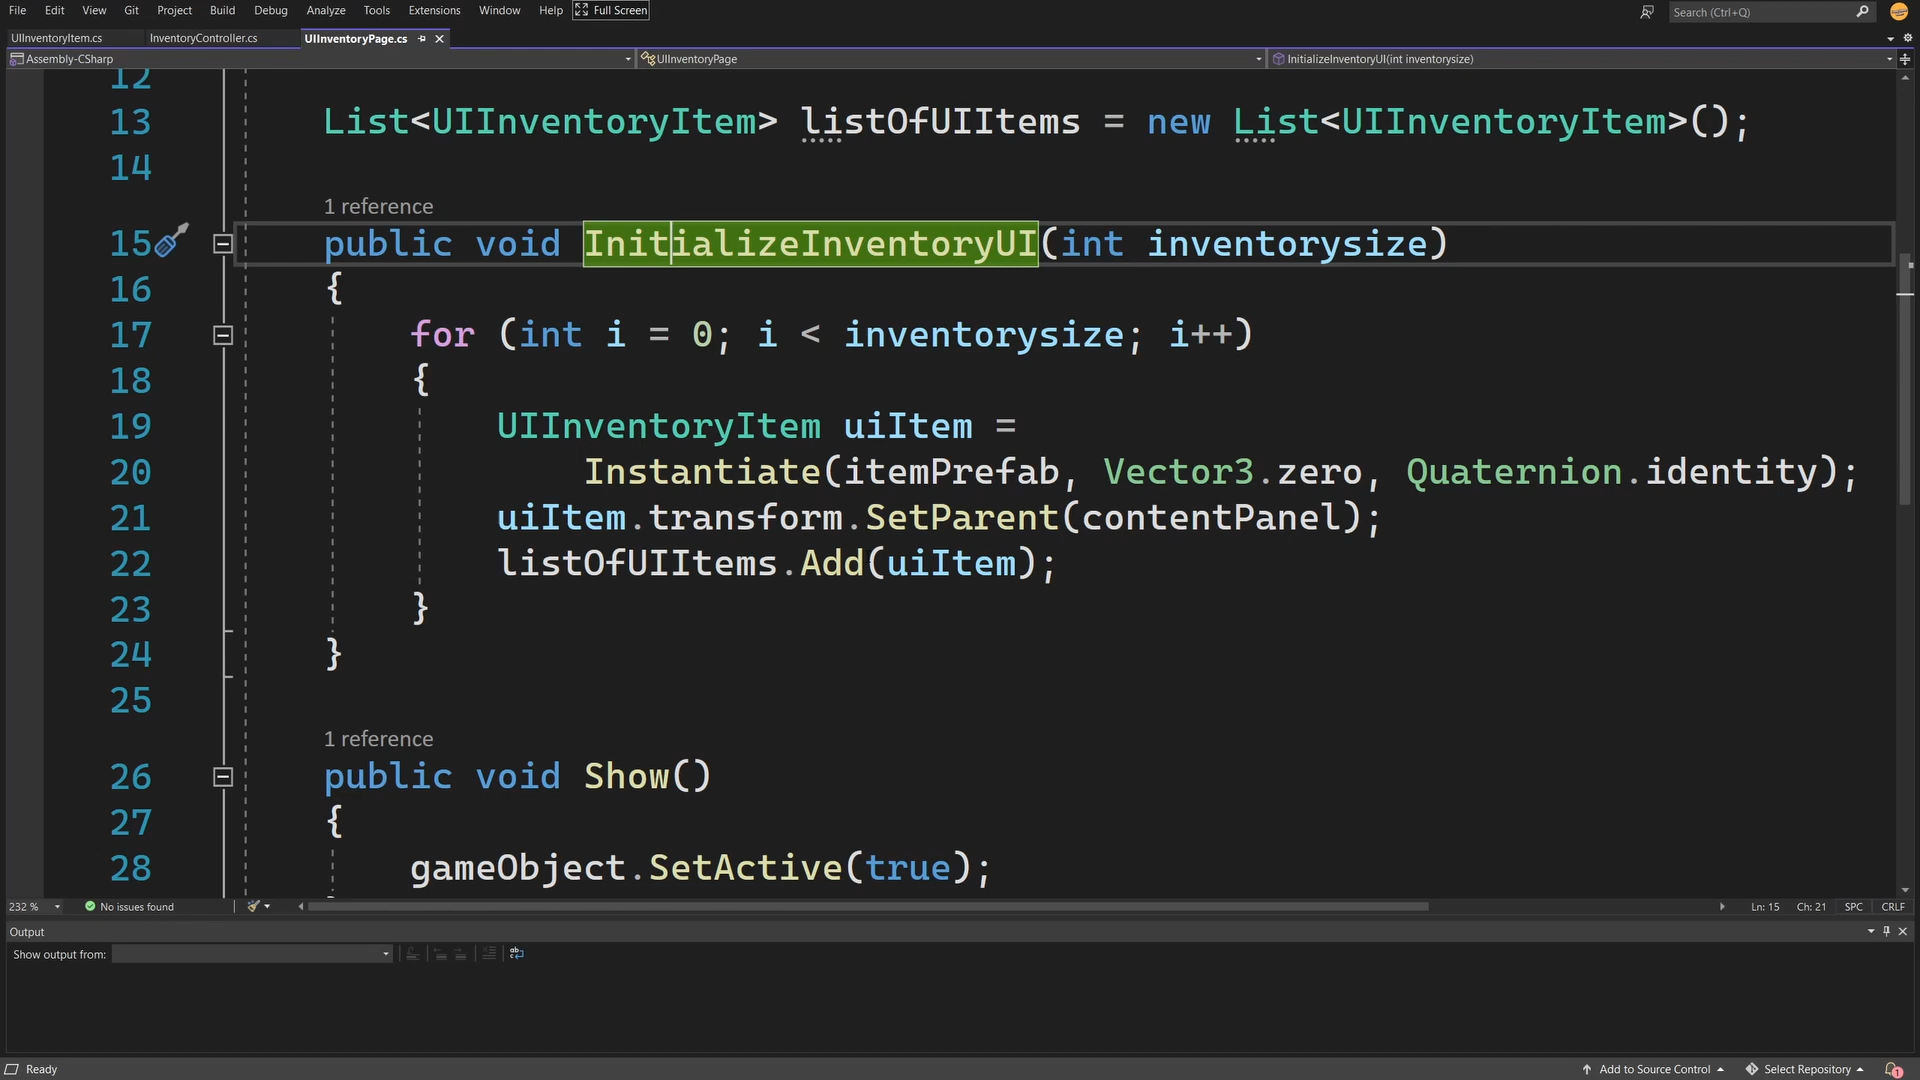 File Edit View Git Project Build Debug Analyze Tools Extensions Window Help Full Screen Search (Ctrl+Q)
UIInventoryItem.cs InventoryController.cs UIInventoryPage.cs
Assembly-CSharp UIInventoryPage InitializeInventoryUI(int inventorysize)
12
13 List<UIInventoryItem> listOfUIItems = new List<UIInventoryItem>();
14
1 reference
15 public void InitializeInventoryUI(int inventorysize)
16 {
17 for (int i = 0; i < inventorysize; i++)
18 {
19 UIInventoryItem uiItem =
20 Instantiate(itemPrefab, Vector3.zero, Quaternion.identity);
21 uiItem.transform.SetParent(contentPanel);
22 listOfUIItems.Add(uiItem);
23 }
24 }
25
1 reference
26 public void Show()
27 {
28 gameObject.SetActive(true);
232 % No issues found Ln: 15 Ch: 21 SPC CRLF
Output
Show output from:
Ready Add to Source Control Select Repository 1